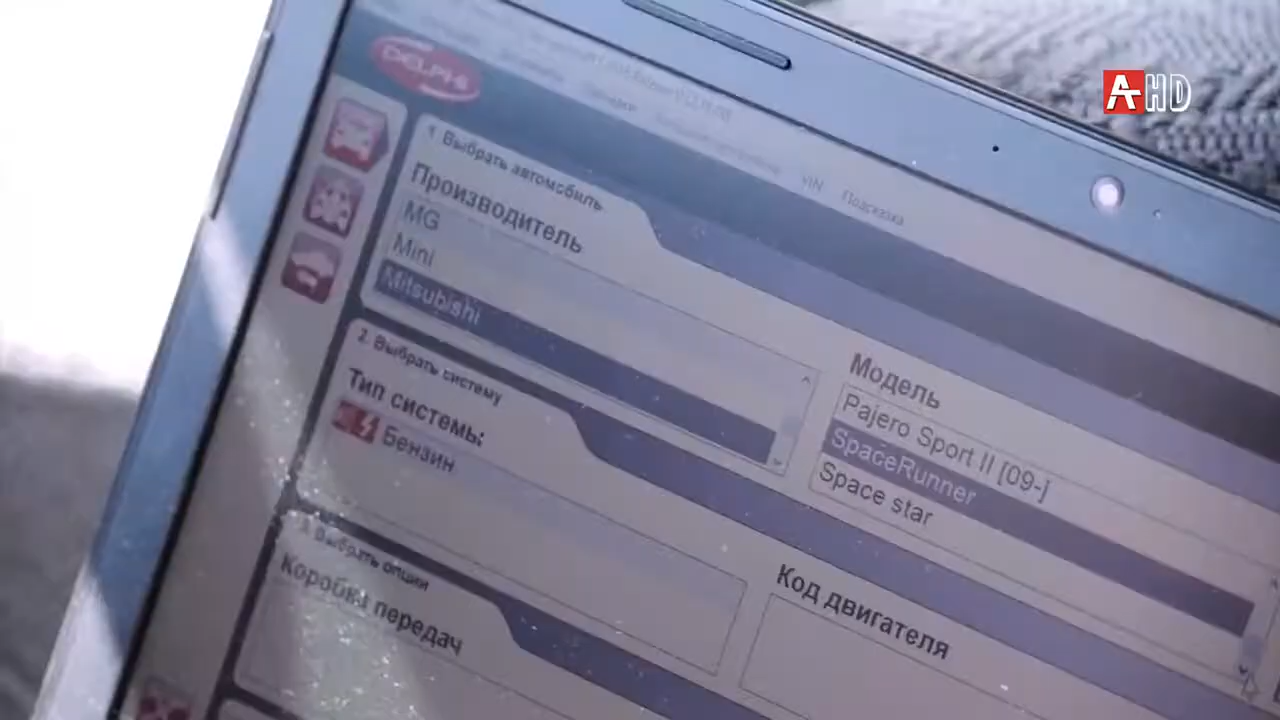 A HD
DELPHI
VIN Подсказка
1. Выбрать автомобиль
Производитель
MG
Mini
Mitsubishi
Модель
Pajero Sport II [09-]
SpaceRunner
Space star
2. Выбрать систему
Тип системы:
Бензин
Код двигателя
3. Выбрать опции
Коробка передач